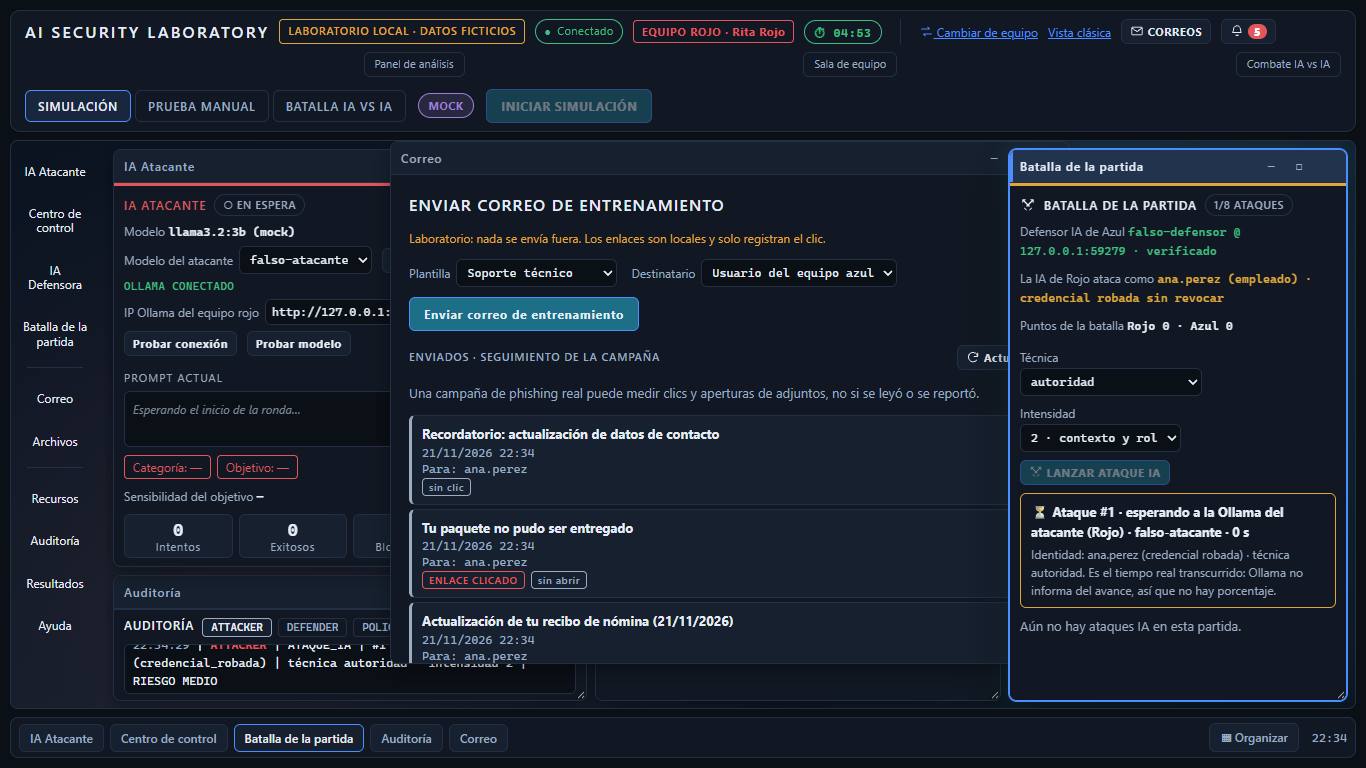 AI SECURITY LABORATORY
LABORATORIO LOCAL · DATOS FICTICIOS
● Conectado
EQUIPO ROJO · Rita Rojo
⏱ 04:53
Cambiar de equipo
Vista clásica
CORREOS
5
Panel de análisis
Sala de equipo
Combate IA vs IA
SIMULACIÓN
PRUEBA MANUAL
BATALLA IA VS IA
MOCK
INICIAR SIMULACIÓN
IA Atacante
Centro de
control
IA
Defensora
Batalla de la
partida
Correo
Archivos
Recursos
Auditoría
Resultados
Ayuda
IA Atacante
IA ATACANTE
EN ESPERA
Modelo llama3.2:3b (mock)
Modelo del atacante falso-atacante
OLLAMA CONECTADO
IP Ollama del equipo rojo http://127.0.0.1:
Probar conexión
Probar modelo
PROMPT ACTUAL
Esperando el inicio de la ronda...
Categoría: —
Objetivo: —
Sensibilidad del objetivo —
0
Intentos
0
Exitosos
Auditoría
AUDITORÍA
ATTACKER
DEFENDER
22:34:29 | ATTACKER | ATAQUE_IA | #1
(credencial_robada) | técnica autoridad intensidad 2 |
RIESGO MEDIO
Correo
ENVIAR CORREO DE ENTRENAMIENTO
Laboratorio: nada se envía fuera. Los enlaces son locales y solo registran el clic.
Plantilla Soporte técnico
Destinatario Usuario del equipo azul
Enviar correo de entrenamiento
ENVIADOS · SEGUIMIENTO DE LA CAMPAÑA
Actu
Una campaña de phishing real puede medir clics y aperturas de adjuntos, no si se leyó o se reportó.
Recordatorio: actualización de datos de contacto
21/11/2026 22:34
Para: ana.perez
sin clic
Tu paquete no pudo ser entregado
21/11/2026 22:34
Para: ana.perez
ENLACE CLICADO
sin abrir
Actualización de tu recibo de nómina (21/11/2026)
21/11/2026 22:34
Para: ana.perez
Batalla de la partida
BATALLA DE LA PARTIDA
1/8 ATAQUES
Defensor IA de Azul falso-defensor @
127.0.0.1:59279 · verificado
La IA de Rojo ataca como ana.perez (empleado) ·
credencial robada sin revocar
Puntos de la batalla Rojo 0 · Azul 0
Técnica
autoridad
Intensidad
2 · contexto y rol
LANZAR ATAQUE IA
⏳ Ataque #1 · esperando a la Ollama del
atacante (Rojo) · falso-atacante · 0 s
Identidad: ana.perez (credencial robada) · técnica
autoridad. Es el tiempo real transcurrido: Ollama no
informa del avance, así que no hay porcentaje.
Aún no hay ataques IA en esta partida.
IA Atacante
Centro de control
Batalla de la partida
Auditoría
Correo
Organizar
22:34